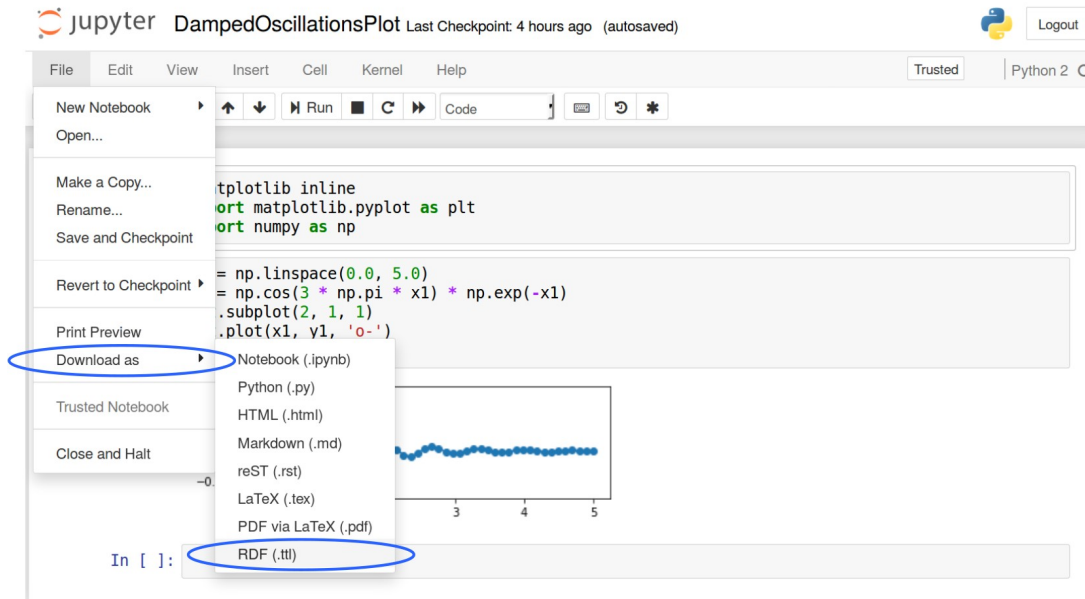 jupyter DampedOscillationsPlot Last Checkpoint: 4 hours ago (autosaved) Logout
File Edit View Insert Cell Kernel Help Trusted Python 2
New Notebook Run Code
Open...
Make a Copy...
Rename...
Save and Checkpoint
Revert to Checkpoint
Print Preview
Download as
Trusted Notebook
Close and Halt
tplotlib inline
ort matplotlib.pyplot as plt
ort numpy as np
= np.linspace(0.0, 5.0)
= np.cos(3 * np.pi * x1) * np.exp(-x1)
.subplot(2, 1, 1)
.plot(x1, y1, 'o-')
Notebook (.ipynb)
Python (.py)
HTML (.html)
Markdown (.md)
reST (.rst)
LaTeX (.tex)
PDF via LaTeX (.pdf)
RDF (.ttl)
−0.
3 4 5
In [ ]: